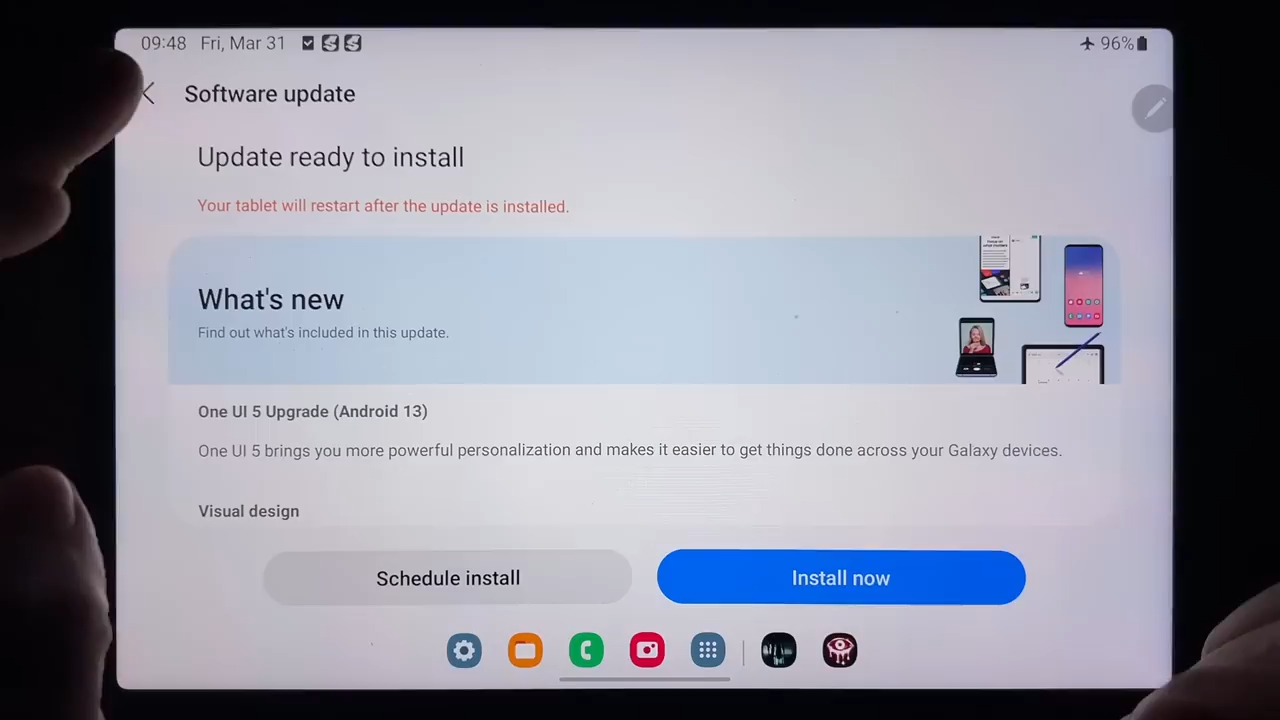 09:48 Fri, Mar 31
96%
Software update
Update ready to install
Your tablet will restart after the update is installed.
What's new
Find out what's included in this update.
One UI 5 Upgrade (Android 13)
One UI 5 brings you more powerful personalization and makes it easier to get things done across your Galaxy devices.
Visual design
Schedule install
Install now